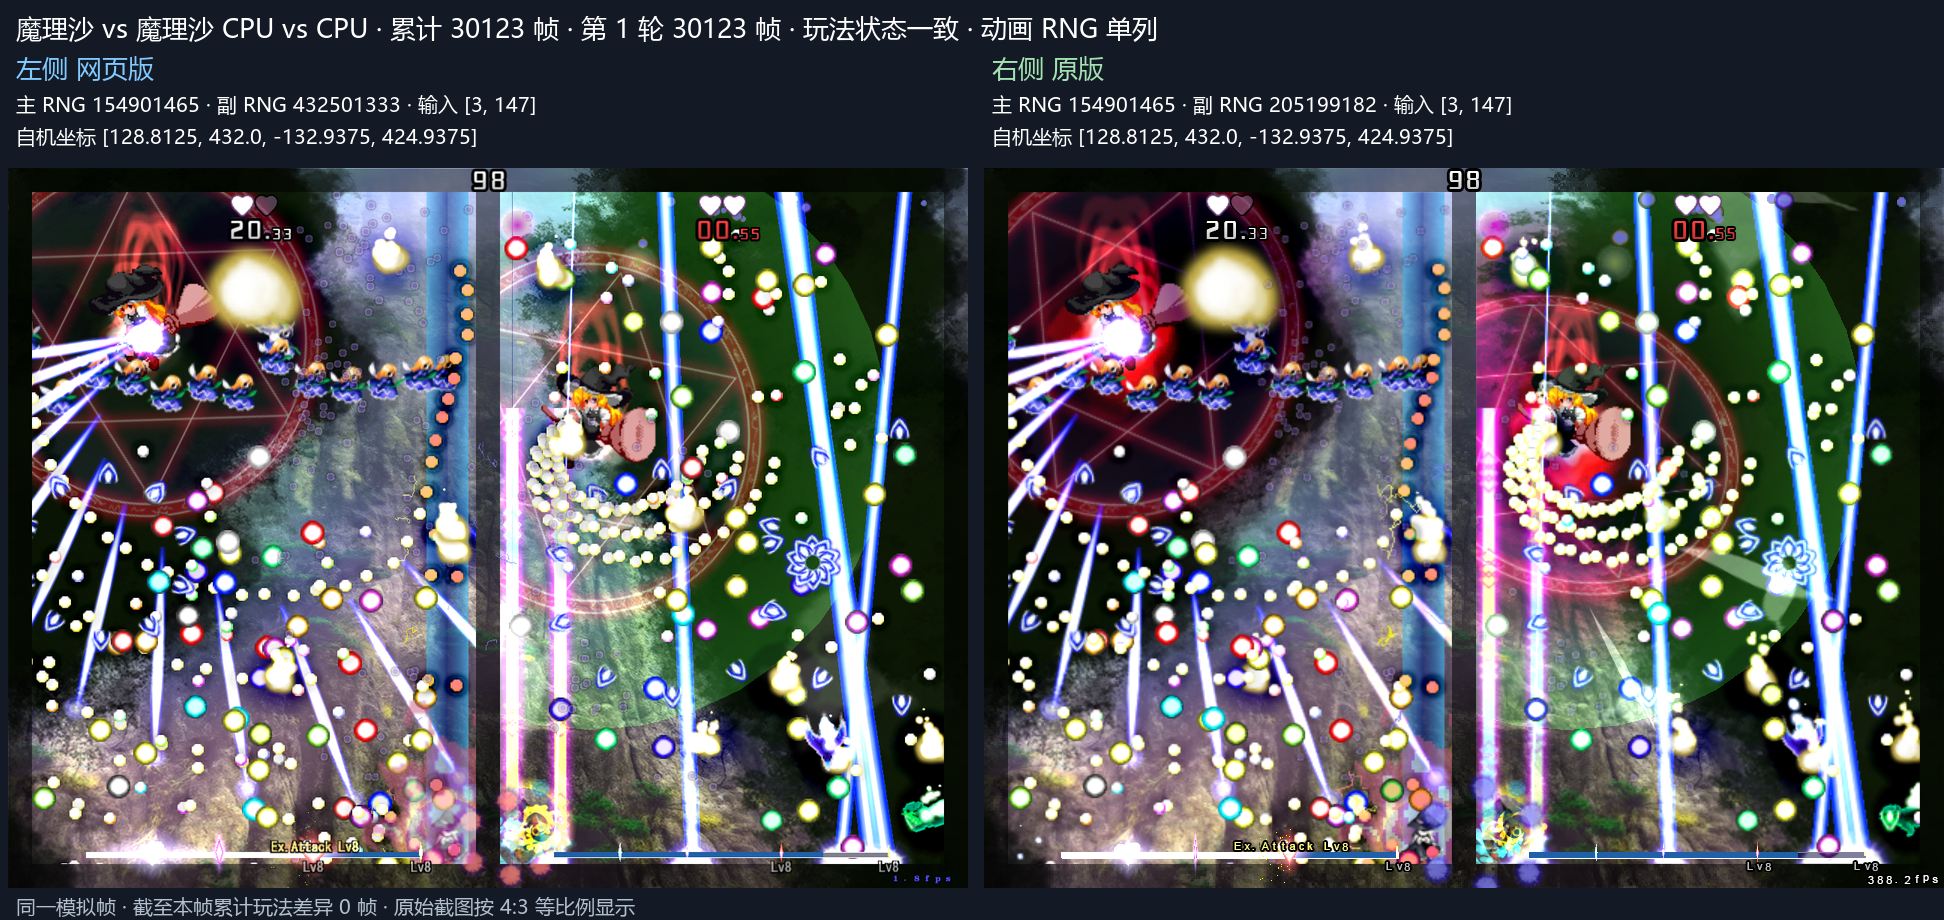 魔理沙 vs 魔理沙 CPU vs CPU · 累计 30123 帧 · 第 1 轮 30123 帧 · 玩法状态一致 · 动画 RNG 单列
左侧 网页版
主 RNG 154901465 · 副 RNG 432501333 · 输入 [3, 147]
自机坐标 [128.8125, 432.0, -132.9375, 424.9375]
右侧 原版
主 RNG 154901465 · 副 RNG 205199182 · 输入 [3, 147]
自机坐标 [128.8125, 432.0, -132.9375, 424.9375]
98
20.33
00.55
Ex.Attack Lv8
Lv8
Lv8
Lv8
Lv8
1.8fps
98
20.33
00.55
Ex.Attack Lv8
Lv8
Lv8
Lv8
388.2fps
同一模拟帧 · 截至本帧累计玩法差异 0 帧 · 原始截图按 4:3 等比例显示